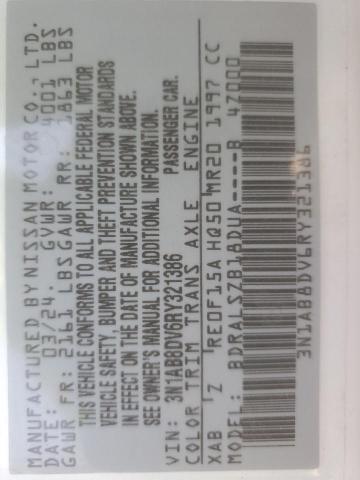 MANUFACTURED BY NISSAN MOTOR CO., LTD.
DATE: 03/24. GVWR: 4001 LBS
GAWR FR: 2161 LBS GAWR RR: 1863 LBS
THIS VEHICLE CONFORMS TO ALL APPLICABLE FEDERAL MOTOR
VEHICLE SAFETY, BUMPER AND THEFT PREVENTION STANDARDS
IN EFFECT ON THE DATE OF MANUFACTURE SHOWN ABOVE.
SEE OWNER'S MANUAL FOR ADDITIONAL INFORMATION.
VIN: 3N1AB8DV6RY321386 PASSENGER CAR.
COLOR TRIM TRANS AXLE ENGINE
XAB 'Z 'RE0F15A HQ50 MR20 1997 CC
MODEL: BDRALSZB18DUA----B 4Z000
3N1AB8DV6RY321386